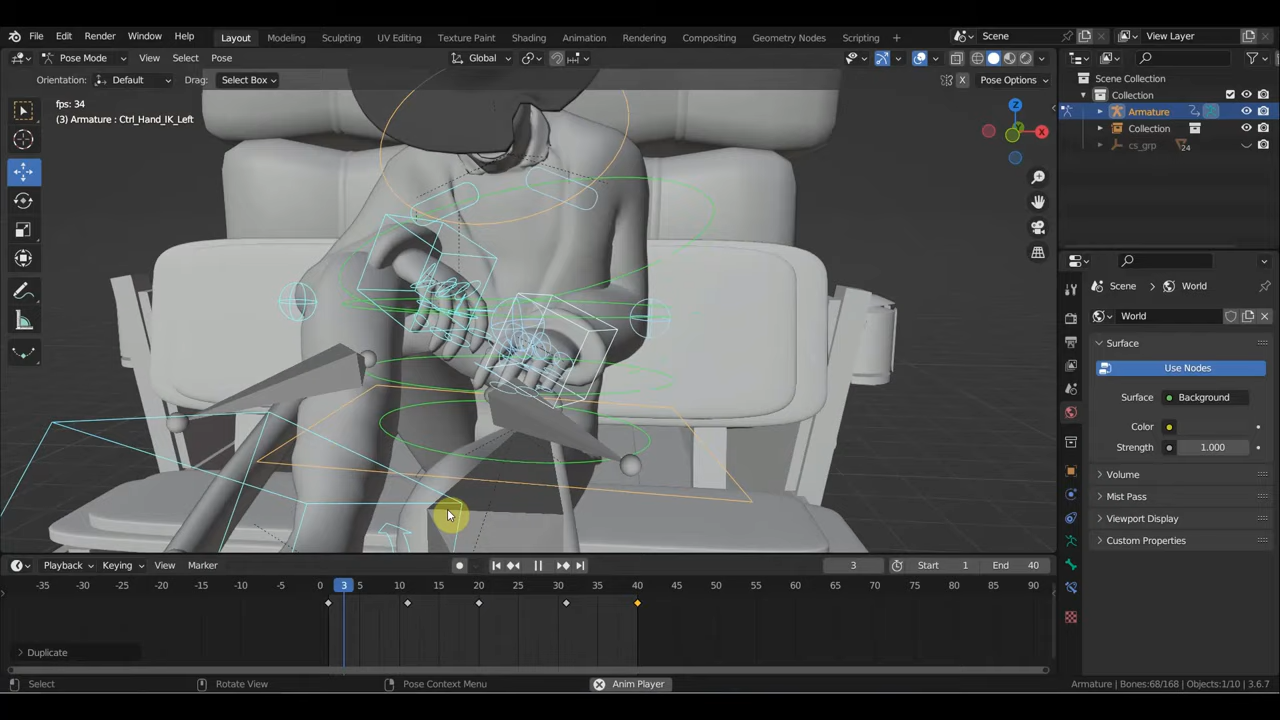 File Edit Render Window Help Layout Modeling Sculpting UV Editing Texture Paint Shading Animation Rendering Compositing Geometry Nodes Scripting Scene View Layer
Pose Mode View Select Pose Global
Orientation: Default Drag: Select Box X Pose Options
fps: 34
(3) Armature : Ctrl_Hand_IK_Left
Z
X
Y
Scene Collection
Collection
Armature
Collection
cs_grp 24
Scene World
World
Surface
Use Nodes
Surface Background
Color
Strength 1.000
Volume
Mist Pass
Viewport Display
Custom Properties
Playback Keying View Marker 3 Start 1 End 40
-35 -30 -25 -20 -15 -10 -5 0 3 5 10 15 20 25 30 35 40 45 50 55 60 65 70 75 80 85 90
Duplicate
Select Rotate View Pose Context Menu Anim Player Armature | Bones:68/168 | Objects:1/10 | 3.6.7